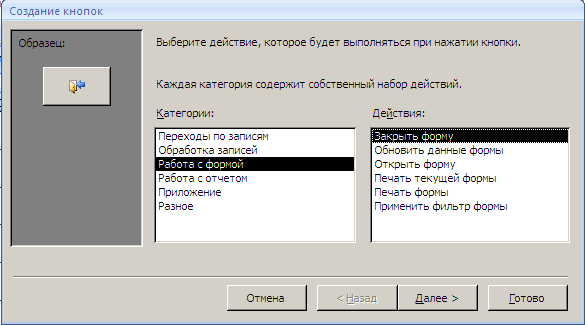 Создание кнопок
Образец:
Выберите действие, которое будет выполняться при нажатии кнопки.
Каждая категория содержит собственный набор действий.
Категории:
Переходы по записям
Обработка записей
Работа с формой
Работа с отчетом
Приложение
Разное
Действия:
Закрыть форму
Обновить данные формы
Открыть форму
Печать текущей формы
Печать формы
Применить фильтр формы
Отмена
< Назад
Далее >
Готово